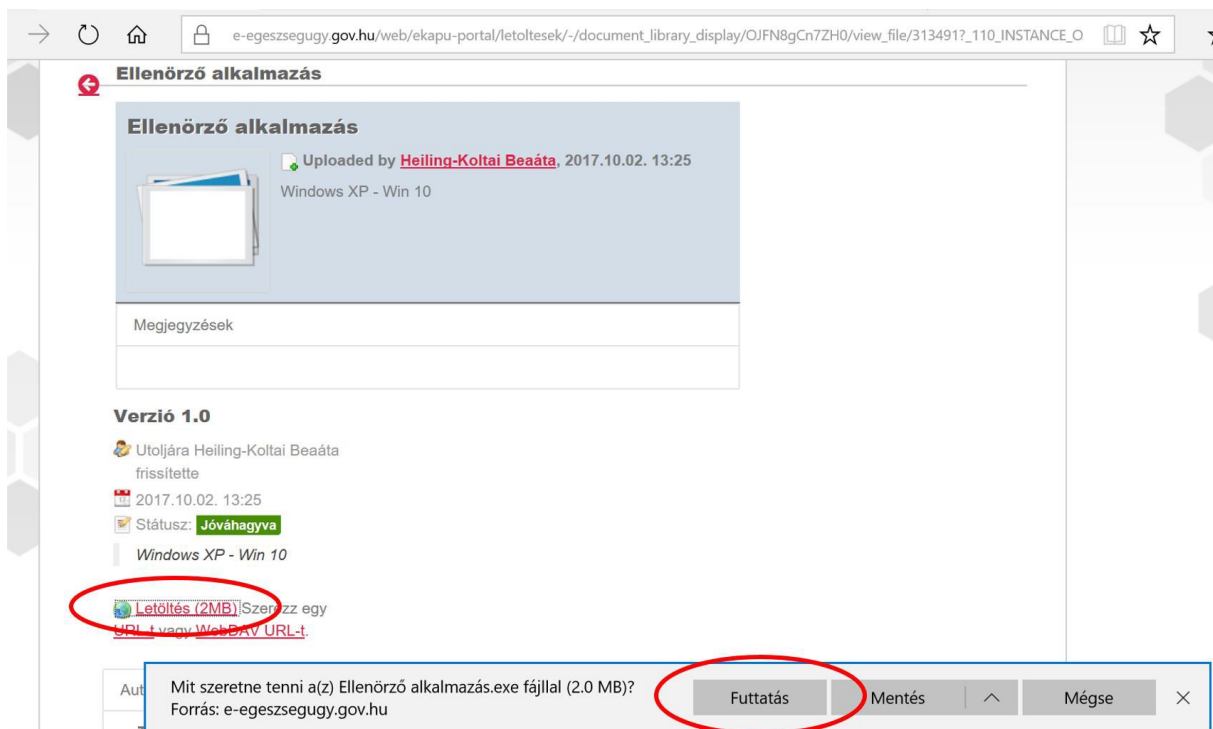 e-egeszsegugy.gov.hu/web/ekapu-portal/letoltesek/-/document_library_display/OJFN8gCn7ZH0/view_file/313491?_110_INSTANCE_O
Ellenörző alkalmazás
Ellenörző alkalmazás
Uploaded by Heiling-Koltai Beaáta, 2017.10.02. 13:25
Windows XP - Win 10
Megjegyzések
Verzió 1.0
Utoljára Heiling-Koltai Beaáta
frissítette
2017.10.02. 13:25
Státusz: Jóváhagyva
Windows XP - Win 10
Letöltés (2MB) Szerezz egy
URL-t vagy WebDAV URL-t.
Aut
Mit szeretne tenni a(z) Ellenörző alkalmazás.exe fájllal (2.0 MB)?
Forrás: e-egeszsegugy.gov.hu
Futtatás
Mentés
Mégse